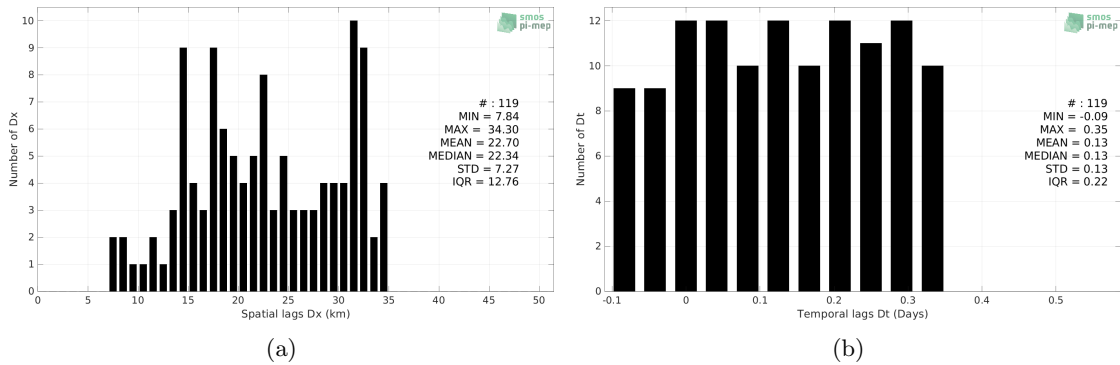 10
9
8
7
6
5
4
3
2
1
0
Number of Dx
smos
pi-mep
# : 119
MIN = 7.84
MAX = 34.30
MEAN = 22.70
MEDIAN = 22.34
STD = 7.27
IQR = 12.76
0 5 10 15 20 25 30 35 40 45 50
Spatial lags Dx (km)
(a)
12
10
8
6
4
2
0
Number of Dt
smos
pi-mep
# : 119
MIN = -0.09
MAX = 0.35
MEAN = 0.13
MEDIAN = 0.13
STD = 0.13
IQR = 0.22
-0.1 0 0.1 0.2 0.3 0.4 0.5
Temporal lags Dt (Days)
(b)